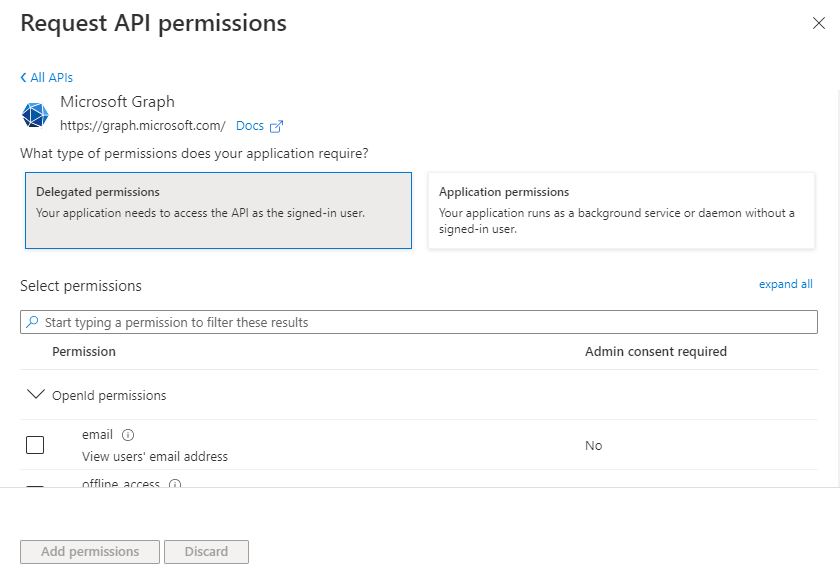 Request API permissions
All APIs
Microsoft Graph
https://graph.microsoft.com/ Docs
What type of permissions does your application require?
Delegated permissions
Your application needs to access the API as the signed-in user.
Application permissions
Your application runs as a background service or daemon without a
signed-in user.
Select permissions
expand all
Start typing a permission to filter these results
Permission
Admin consent required
OpenId permissions
email
View users' email address
No
offline_access
Add permissions
Discard